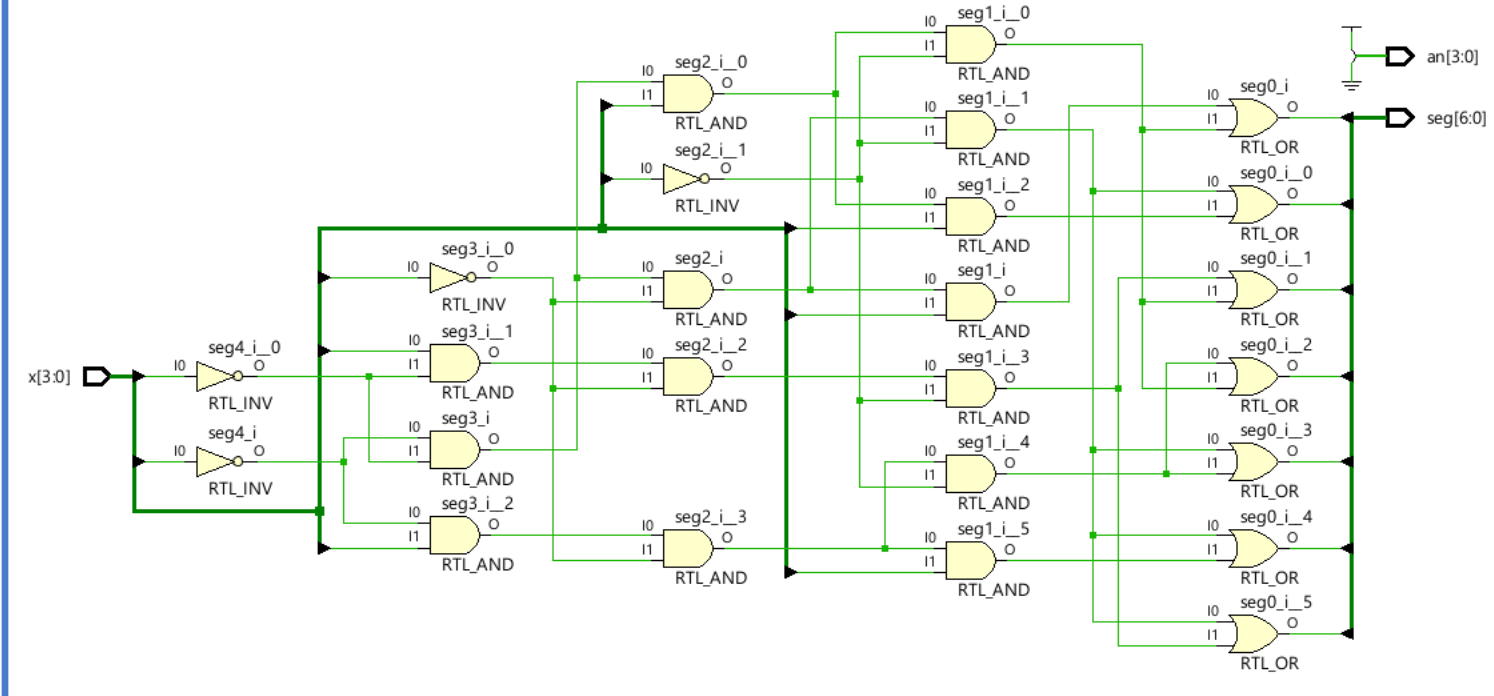 x[3:0]
I0
seg4_i__0
O
RTL_INV
I0
seg4_i
O
RTL_INV
I0
seg3_i__0
O
RTL_INV
I0
I1
seg3_i__1
O
RTL_AND
I0
I1
seg3_i
O
RTL_AND
I0
I1
seg3_i__2
O
RTL_AND
I0
I1
seg2_i__0
O
RTL_AND
I0
seg2_i__1
O
RTL_INV
I0
I1
seg2_i
O
RTL_AND
I0
I1
seg2_i__2
O
RTL_AND
I0
I1
seg2_i__3
O
RTL_AND
I0
I1
seg1_i__0
O
RTL_AND
I0
I1
seg1_i__1
O
RTL_AND
I0
I1
seg1_i__2
O
RTL_AND
I0
I1
seg1_i
O
RTL_AND
I0
I1
seg1_i__3
O
RTL_AND
I0
I1
seg1_i__4
O
RTL_AND
I0
I1
seg1_i__5
O
RTL_AND
I0
I1
seg0_i
O
RTL_OR
I0
I1
seg0_i__0
O
RTL_OR
I0
I1
seg0_i__1
O
RTL_OR
I0
I1
seg0_i__2
O
RTL_OR
I0
I1
seg0_i__3
O
RTL_OR
I0
I1
seg0_i__4
O
RTL_OR
I0
I1
seg0_i__5
O
RTL_OR
an[3:0]
seg[6:0]